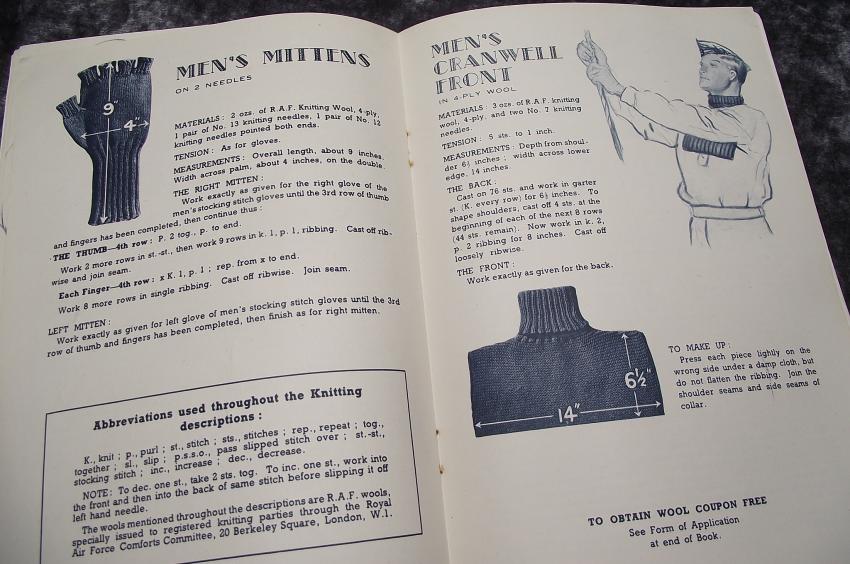 MEN'S MITTENS
ON 2 NEEDLES
9"
4"
MATERIALS: 2 ozs. of R.A.F. Knitting Wool, 4-ply,
1 pair of No. 13 knitting needles, 1 pair of No. 12
knitting needles pointed both ends.
TENSION: As for gloves.
MEASUREMENTS: Overall length, about 9 inches.
Width across palm, about 4 inches, on the double.
THE RIGHT MITTEN:
Work exactly as given for the right glove of the
men's stocking stitch gloves until the 3rd row of thumb
and fingers has been completed, then continue thus:
THE THUMB—4th row: P. 2 tog., p. to end.
Work 2 more rows in st.-st., then work 9 rows in k. 1, p. 1, ribbing. Cast off rib-
wise and join seam.
Each Finger—4th row: x K. 1, p. 1; rep. from x to end.
Work 8 more rows in single ribbing. Cast off ribwise. Join seam.
LEFT MITTEN:
Work exactly as given for left glove of men's stocking stitch gloves until the 3rd
row of thumb and fingers has been completed, then finish as for right mitten.
Abbreviations used throughout the Knitting
descriptions:
K., knit; p., purl; st., stitch; sts., stitches; rep., repeat; tog.,
together; sl., slip; p.s.s.o., pass slipped stitch over; st.-st.,
stocking stitch; inc., increase; dec., decrease.
NOTE: To dec. one st., take 2 sts. tog. To inc. one st., work into
the front and then into the back of same stitch before slipping it off
left hand needle.
The wools mentioned throughout the descriptions are R.A.F. wools,
specially issued to registered knitting parties through the Royal
Air Force Comforts Committee, 20 Berkeley Square, London, W.1.
MEN'S
CRANWELL
FRONT
IN 4-PLY WOOL
MATERIALS: 3 ozs. of R.A.F. knitting
wool, 4-ply, and two No. 7 knitting
needles.
TENSION: 5 sts. to 1 inch.
MEASUREMENTS: Depth from shoul-
der 6½ inches; width across lower
edge, 14 inches.
THE BACK:
Cast on 76 sts. and work in garter
st. (K. every row) for 6½ inches. To
shape shoulders, cast off 4 sts. at the
beginning of each of the next 8 rows
(44 sts. remain). Now work in k. 2,
p. 2 ribbing for 8 inches. Cast off
loosely ribwise.
THE FRONT:
Work exactly as given for the back.
6½"
14"
TO MAKE UP:
Press each piece lightly on the
wrong side under a damp cloth, but
do not flatten the ribbing. Join the
shoulder seams and side seams of
collar.
TO OBTAIN WOOL COUPON FREE
See Form of Application
at end of Book.